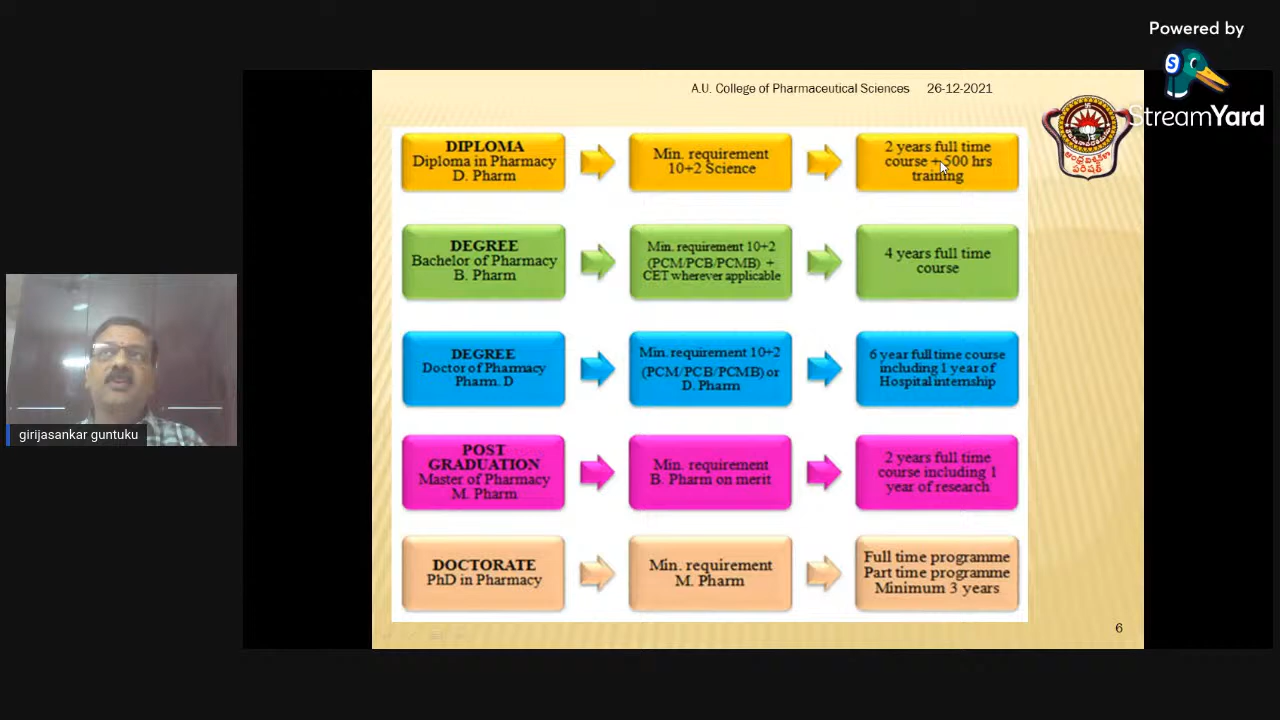 Powered by
StreamYard
A.U. College of Pharmaceutical Sciences 26-12-2021
DIPLOMA
Diploma in Pharmacy
D. Pharm
Min. requirement
10+2 Science
2 years full time
course + 500 hrs
training
DEGREE
Bachelor of Pharmacy
B. Pharm
Min. requirement 10+2
(PCM/PCB/PCMB) +
CET wherever applicable
4 years full time
course
DEGREE
Doctor of Pharmacy
Pharm. D
Min. requirement 10+2
(PCM/PCB/PCMB) or
D. Pharm
6 year full time course
including 1 year of
Hospital internship
POST
GRADUATION
Master of Pharmacy
M. Pharm
Min. requirement
B. Pharm on merit
2 years full time
course including 1
year of research
DOCTORATE
PhD in Pharmacy
Min. requirement
M. Pharm
Full time programme
Part time programme
Minimum 3 years
6
girijasankar guntuku